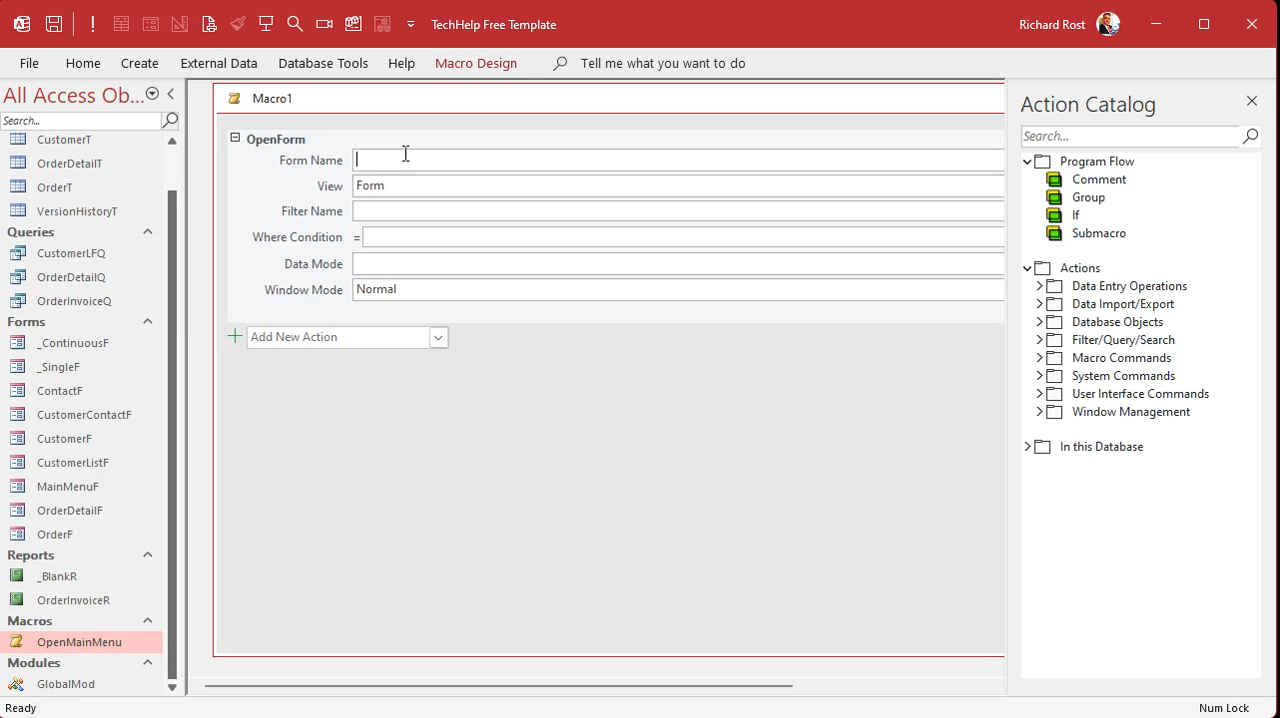 TechHelp Free Template
Richard Rost
File Home Create External Data Database Tools Help Macro Design Tell me what you want to do
All Access Ob...
Search...
CustomerT
OrderDetailT
OrderT
VersionHistoryT
Queries
CustomerLFQ
OrderDetailQ
OrderInvoiceQ
Forms
_ContinuousF
_SingleF
ContactF
CustomerContactF
CustomerF
CustomerListF
MainMenuF
OrderDetailF
OrderF
Reports
_BlankR
OrderInvoiceR
Macros
OpenMainMenu
Modules
GlobalMod
Macro1
OpenForm
Form Name
View Form
Filter Name
Where Condition =
Data Mode
Window Mode Normal
Add New Action
Action Catalog
Search...
Program Flow
Comment
Group
If
Submacro
Actions
Data Entry Operations
Data Import/Export
Database Objects
Filter/Query/Search
Macro Commands
System Commands
User Interface Commands
Window Management
In this Database
Ready
Num Lock